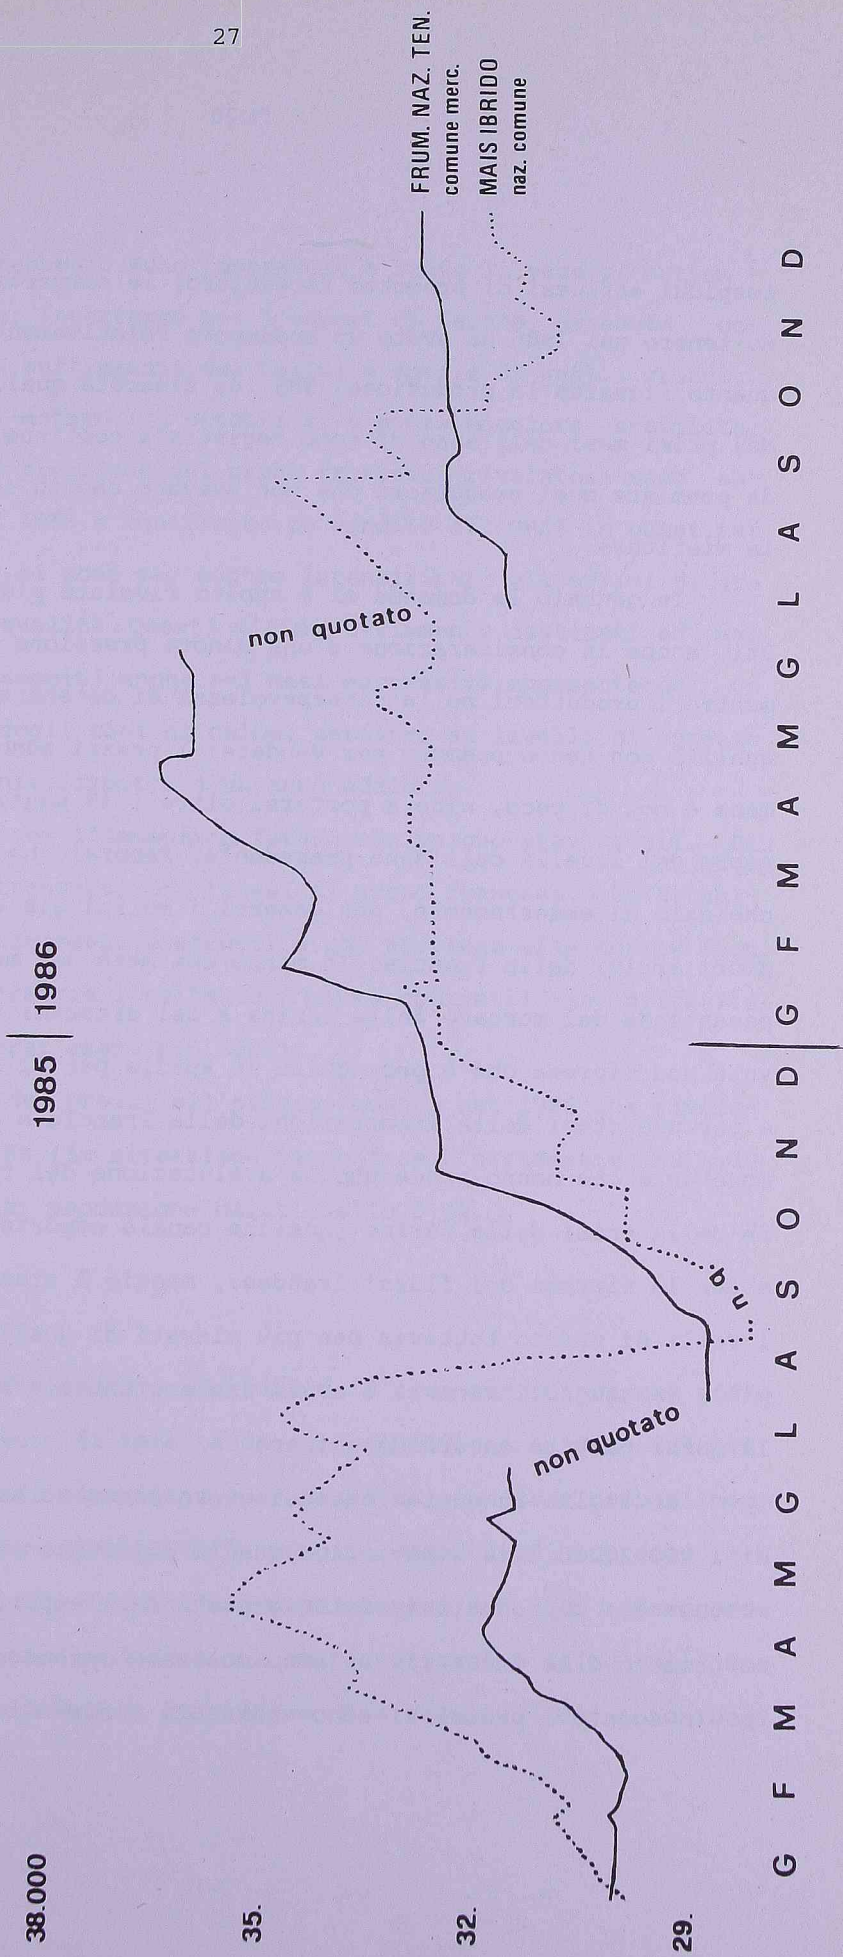 27
1985 | 1986
38.000
35.
32.
29.
non quotato
n. q.
non quotato
FRUM. NAZ. TEN.
comune merc.
MAIS IBRIDO
naz. comune
G F M A M G L A S O N D G F M A M G L A S O N D